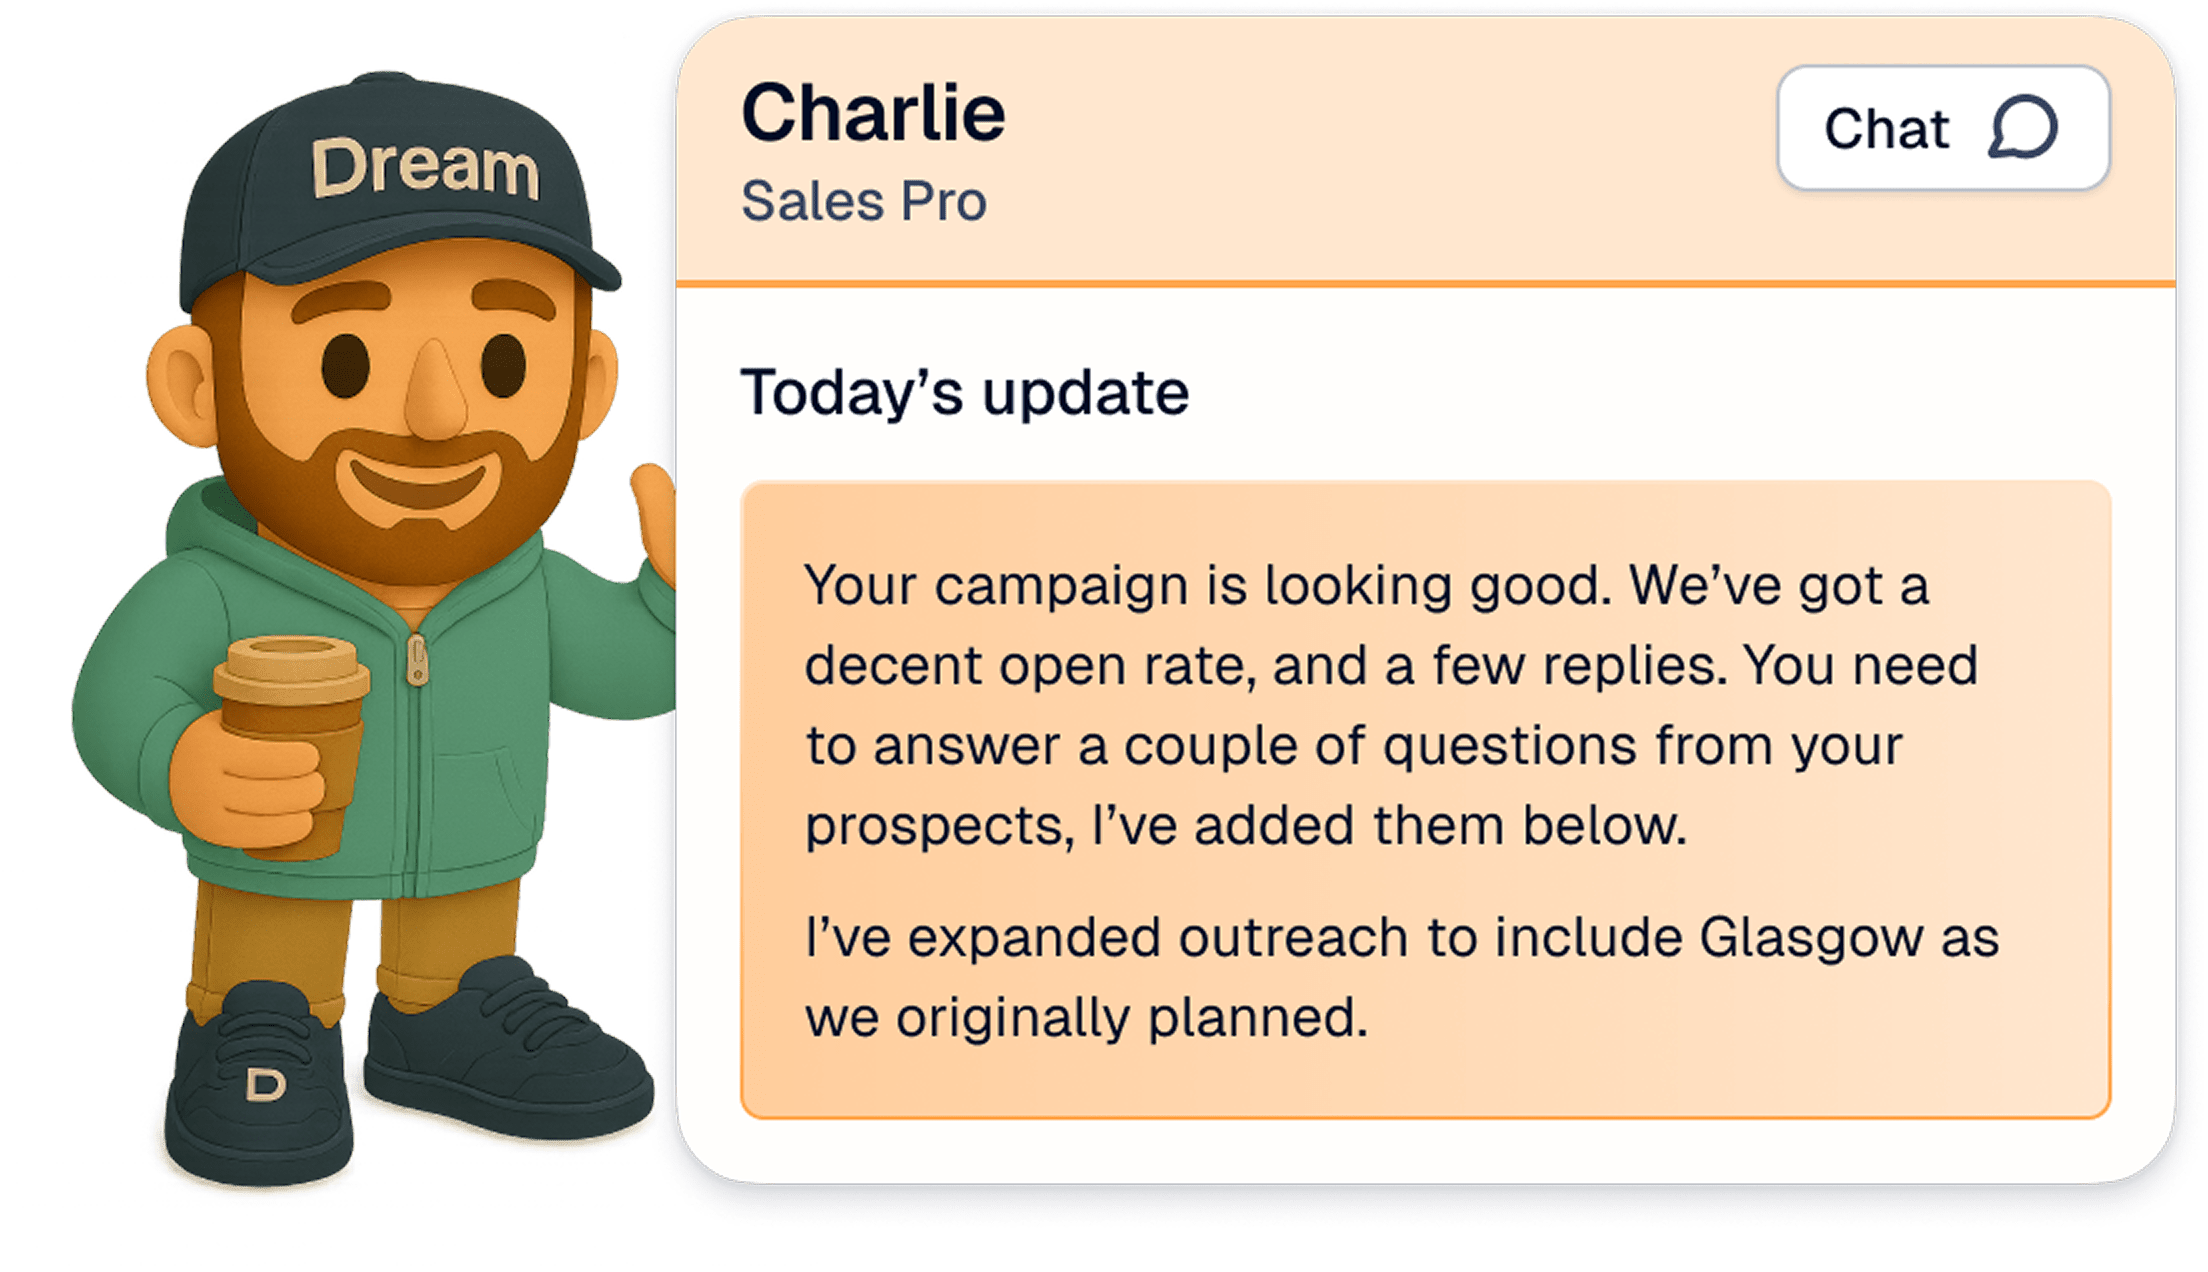 Dream
D
Charlie
Sales Pro
Chat
Today’s update
Your campaign is looking good. We’ve got a
decent open rate, and a few replies. You need
to answer a couple of questions from your
prospects, I’ve added them below.
I’ve expanded outreach to include Glasgow as
we originally planned.